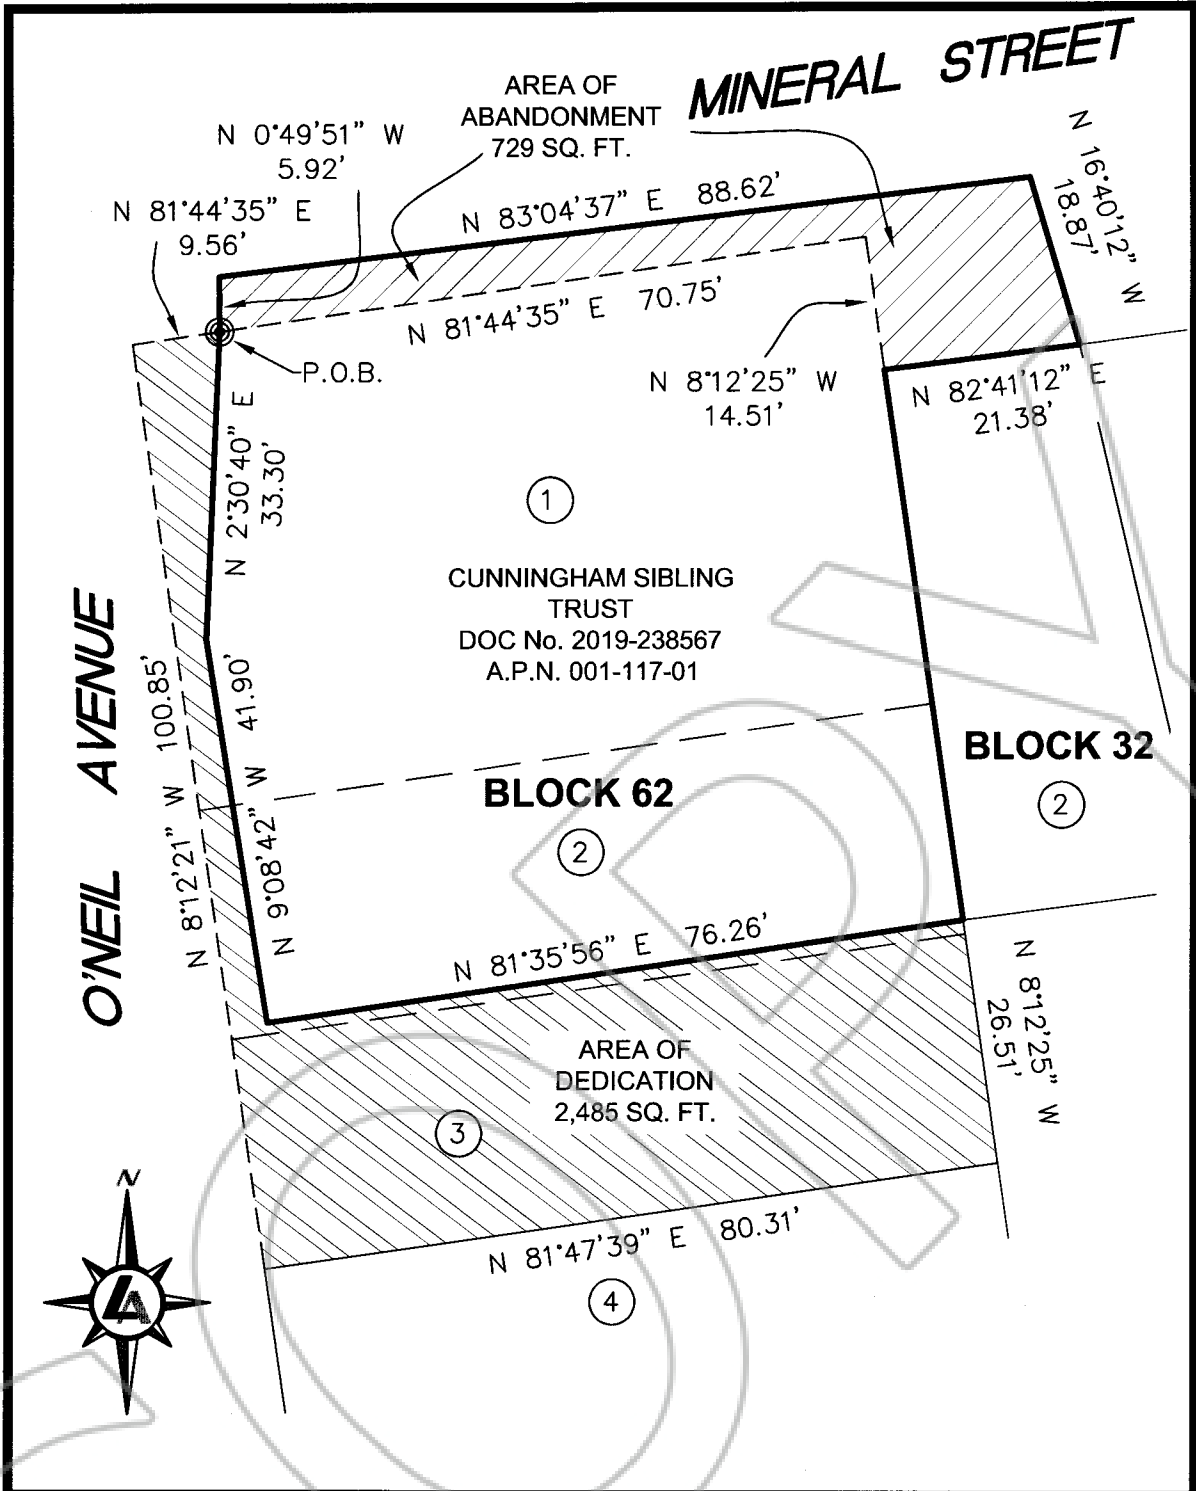 MINERAL STREET
AREA OF
ABANDONMENT
729 SQ. FT.
N 0°49'51" W
5.92'
N 81°44'35" E
9.56'
N 83°04'37" E 88.62'
N 16°40'12" W
18.87'
N 81°44'35" E 70.75'
P.O.B.
N 8°12'25" W
14.51'
N 82°41'12" E
21.38'
N 2°30'40" E
33.30'
1
CUNNINGHAM SIBLING
TRUST
DOC No. 2019-238567
A.P.N. 001-117-01
O'NEIL AVENUE
N 8°12'21" W 100.85'
N 9°08'42" W 41.90'
BLOCK 62
2
BLOCK 32
2
N 81°35'56" E 76.26'
N 8°12'25" W
26.51'
AREA OF
DEDICATION
2,485 SQ. FT.
3
N 81°47'39" E 80.31'
4
N
LA
COPY